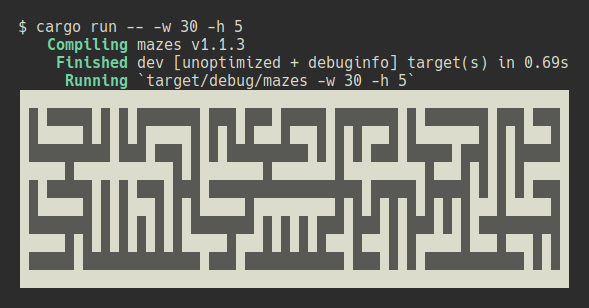 $ cargo run -- -w 30 -h 5
Compiling mazes v1.1.3
Finished dev [unoptimized + debuginfo] target(s) in 0.69s
Running `target/debug/mazes -w 30 -h 5`